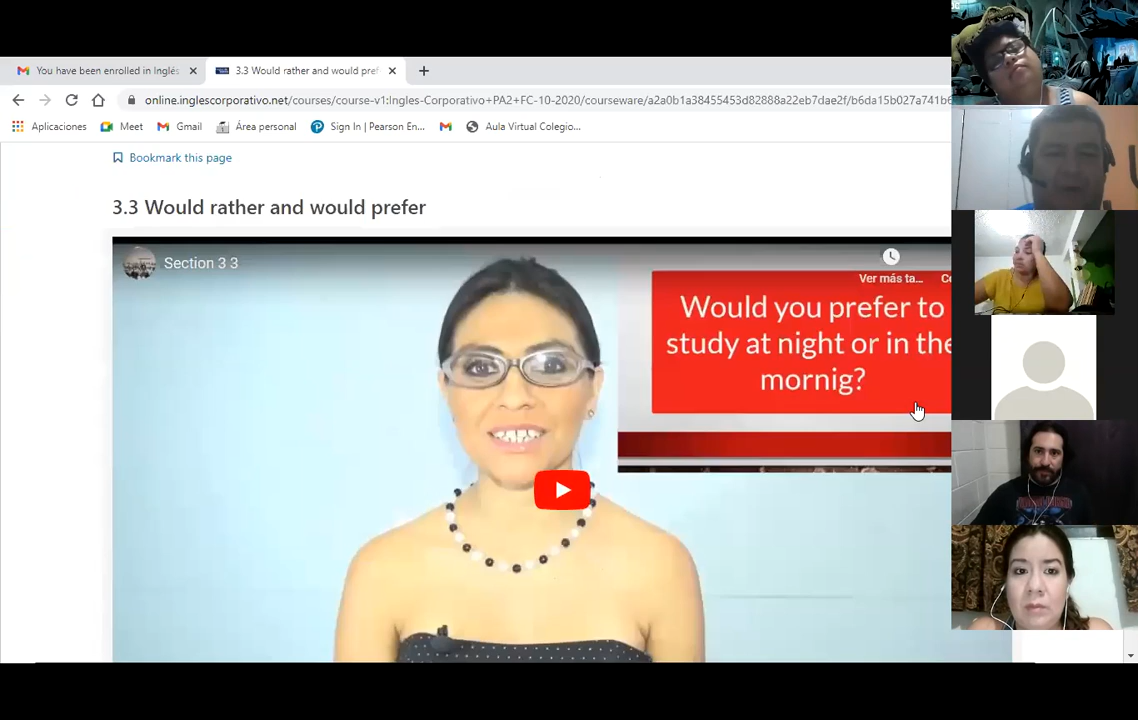 You have been enrolled in Inglés
3.3 Would rather and would pref
online.inglescorporativo.net/courses/course-v1:Ingles-Corporativo+PA2+FC-10-2020/courseware/a2a0b1a38455453d82888a22eb7dae2f/b6da15b027a741b6
Aplicaciones
Meet
Gmail
Área personal
Sign In | Pearson En...
Aula Virtual Colegio...
Bookmark this page
3.3 Would rather and would prefer
Section 3 3
Ver más ta...
Would you prefer to
study at night or in the
mornig?